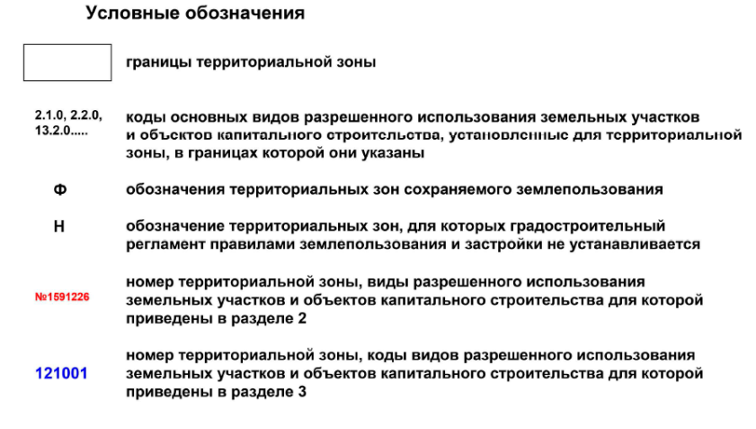 Условные обозначения
границы территориальной зоны
2.1.0, 2.2.0,
13.2.0.....
коды основных видов разрешенного использования земельных участков
и объектов капитального строительства, установленные для территориальной
зоны, в границах которой они указаны
Ф
обозначения территориальных зон сохраняемого землепользования
Н
обозначение территориальных зон, для которых градостроительный
регламент правилами землепользования и застройки не устанавливается
№1591226
номер территориальной зоны, виды разрешенного использования
земельных участков и объектов капитального строительства для которой
приведены в разделе 2
121001
номер территориальной зоны, коды видов разрешенного использования
земельных участков и объектов капитального строительства для которой
приведены в разделе 3